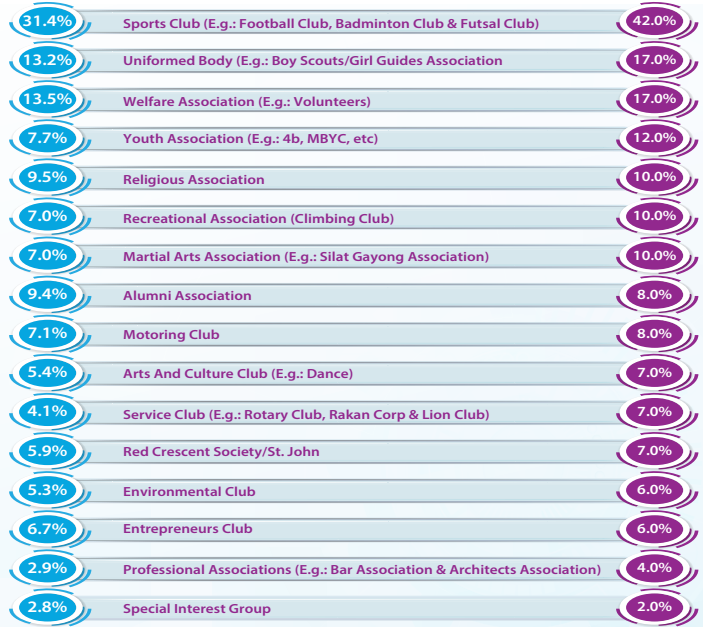 31.4% Sports Club (E.g.: Football Club, Badminton Club & Futsal Club) 42.0%
13.2% Uniformed Body (E.g.: Boy Scouts/Girl Guides Association 17.0%
13.5% Welfare Association (E.g.: Volunteers) 17.0%
7.7% Youth Association (E.g.: 4b, MBYC, etc) 12.0%
9.5% Religious Association 10.0%
7.0% Recreational Association (Climbing Club) 10.0%
7.0% Martial Arts Association (E.g.: Silat Gayong Association) 10.0%
9.4% Alumni Association 8.0%
7.1% Motoring Club 8.0%
5.4% Arts And Culture Club (E.g.: Dance) 7.0%
4.1% Service Club (E.g.: Rotary Club, Rakan Corp & Lion Club) 7.0%
5.9% Red Crescent Society/St. John 7.0%
5.3% Environmental Club 6.0%
6.7% Entrepreneurs Club 6.0%
2.9% Professional Associations (E.g.: Bar Association & Architects Association) 4.0%
2.8% Special Interest Group 2.0%